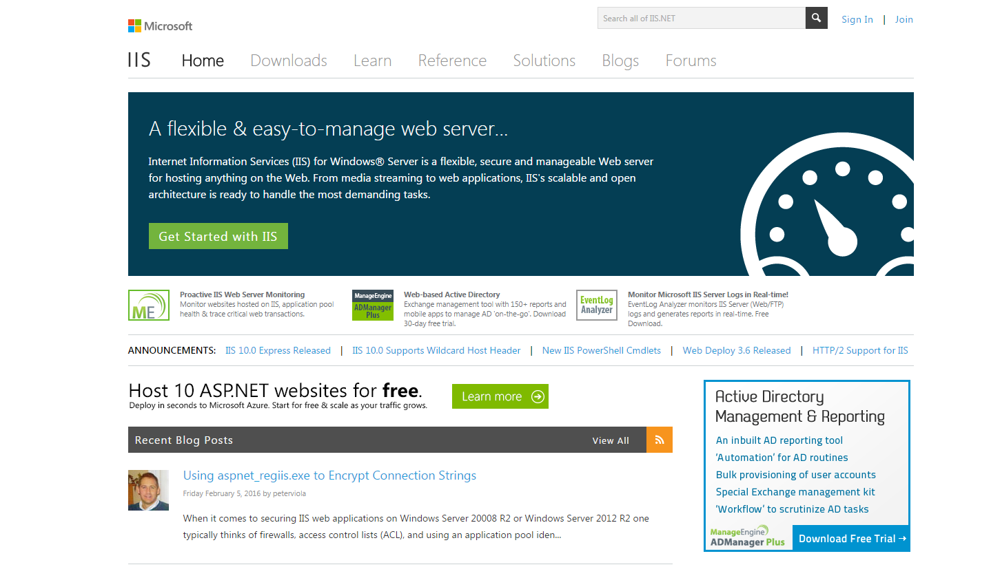 Microsoft
Search all of IIS.NET
Sign In | Join
IIS Home Downloads Learn Reference Solutions Blogs Forums
A flexible & easy-to-manage web server...
Internet Information Services (IIS) for Windows® Server is a flexible, secure and manageable Web server
for hosting anything on the Web. From media streaming to web applications, IIS's scalable and open
architecture is ready to handle the most demanding tasks.
Get Started with IIS
ME
Proactive IIS Web Server Monitoring
Monitor websites hosted on IIS, application pool
health & trace critical web transactions.
ManageEngine
ADManager
Plus
Web-based Active Directory
Exchange management tool with 150+ reports and
mobile apps to manage AD 'on-the-go'. Download
30-day free trial.
EventLog
Analyzer
Monitor Microsoft IIS Server Logs in Real-time!
EventLog Analyzer monitors IIS Server (Web/FTP)
logs and generates reports in real-time. Free
Download.
ANNOUNCEMENTS: IIS 10.0 Express Released | IIS 10.0 Supports Wildcard Host Header | New IIS PowerShell Cmdlets | Web Deploy 3.6 Released | HTTP/2 Support for IIS
Host 10 ASP.NET websites for free.
Deploy in seconds to Microsoft Azure. Start for free & scale as your traffic grows.
Learn more
Recent Blog Posts
View All
Using aspnet_regiis.exe to Encrypt Connection Strings
Friday February 5, 2016 by peterviola
When it comes to securing IIS web applications on Windows Server 20008 R2 or Windows Server 2012 R2 one
typically thinks of firewalls, access control lists (ACL), and using an application pool iden...
Active Directory
Management & Reporting
An inbuilt AD reporting tool
'Automation' for AD routines
Bulk provisioning of user accounts
Special Exchange management kit
'Workflow' to scrutinize AD tasks
ManageEngine
ADManager Plus
Download Free Trial →